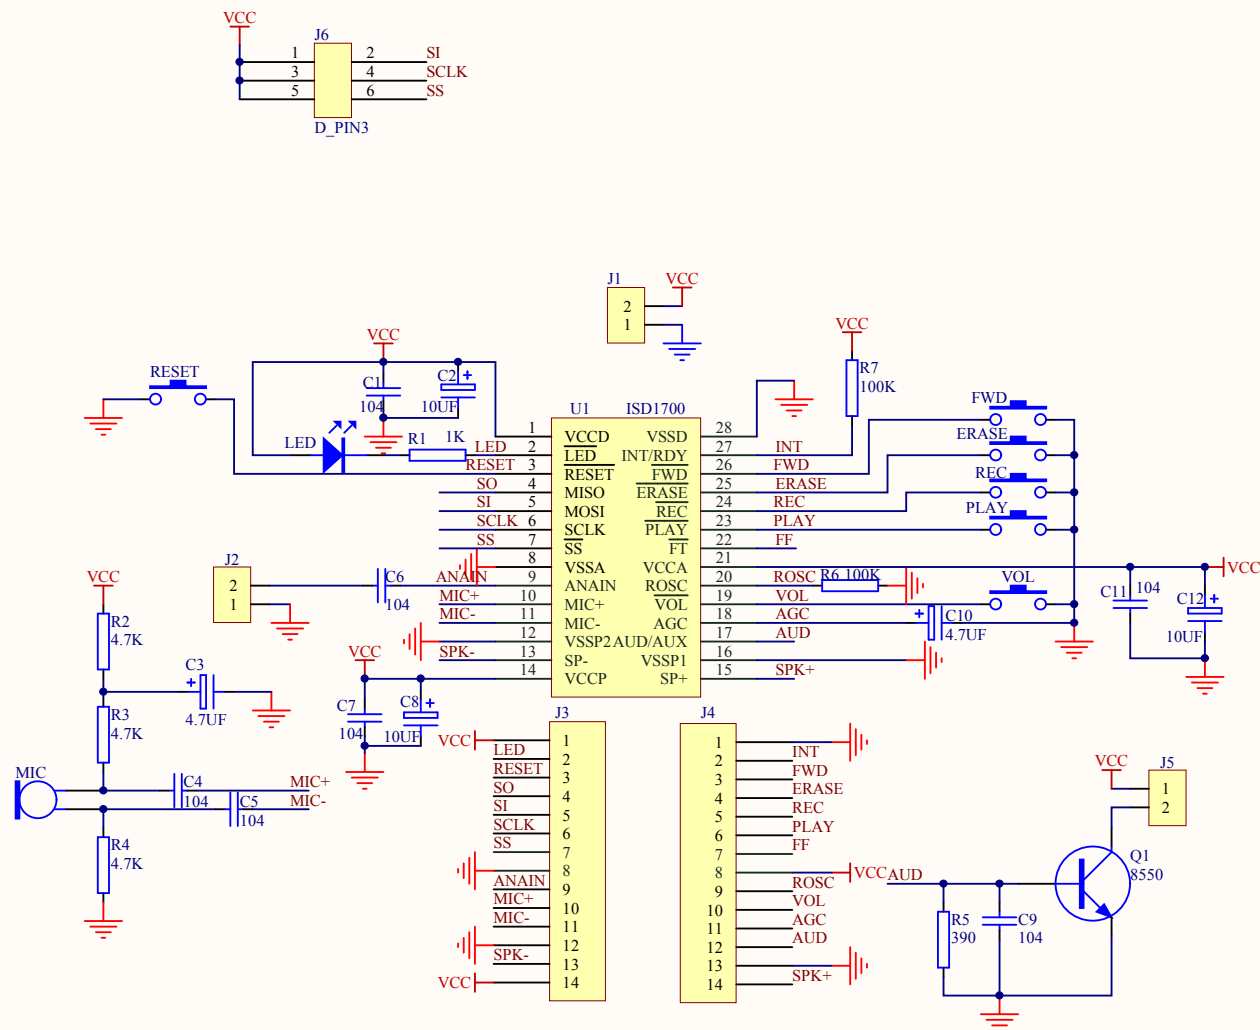 VCC
J6
1 2 SI
3 4 SCLK
5 6 SS
D_PIN3
J1
VCC
2
1
VCC
VCC
R7
100K
RESET
C1
104
C2
10UF
LED
R1
1K
U1
ISD1700
1 VCCD
LED 2 LED
RESET 3 RESET
SO 4 MISO
SI 5 MOSI
SCLK 6 SCLK
SS 7 SS
8 VSSA
ANAIN 9 ANAIN
MIC+ 10 MIC+
MIC- 11 MIC-
12 VSSP2
SPK- 13 SP-
14 VCCP
VSSD 28
INT/RDY 27 INT
FWD 26 FWD
ERASE 25 ERASE
REC 24 REC
PLAY 23 PLAY
FT 22 FF
VCCA 21
ROSC 20 ROSC
VOL 19 VOL
AGC 18 AGC
AUD/AUX 17 AUD
VSSP1 16
SP+ 15 SPK+
FWD
ERASE
REC
PLAY
VOL
R6 100K
C10
4.7UF
C11 104
C12
10UF
VCC
J2
2
1
C6
104
VCC
R2
4.7K
C3
4.7UF
R3
4.7K
MIC
C4
104
C5
104
MIC+
MIC-
R4
4.7K
VCC
C7
104
C8
10UF
J3
VCC 1
LED 2
RESET 3
SO 4
SI 5
SCLK 6
SS 7
8
ANAIN 9
MIC+ 10
MIC- 11
12
SPK- 13
VCC 14
J4
1
2 INT
3 FWD
4 ERASE
5 REC
6 PLAY
7 FF
8 VCC
9 ROSC
10 VOL
11 AGC
12 AUD
13
14 SPK+
VCC
J5
1
2
AUD
Q1
8550
R5
390
C9
104